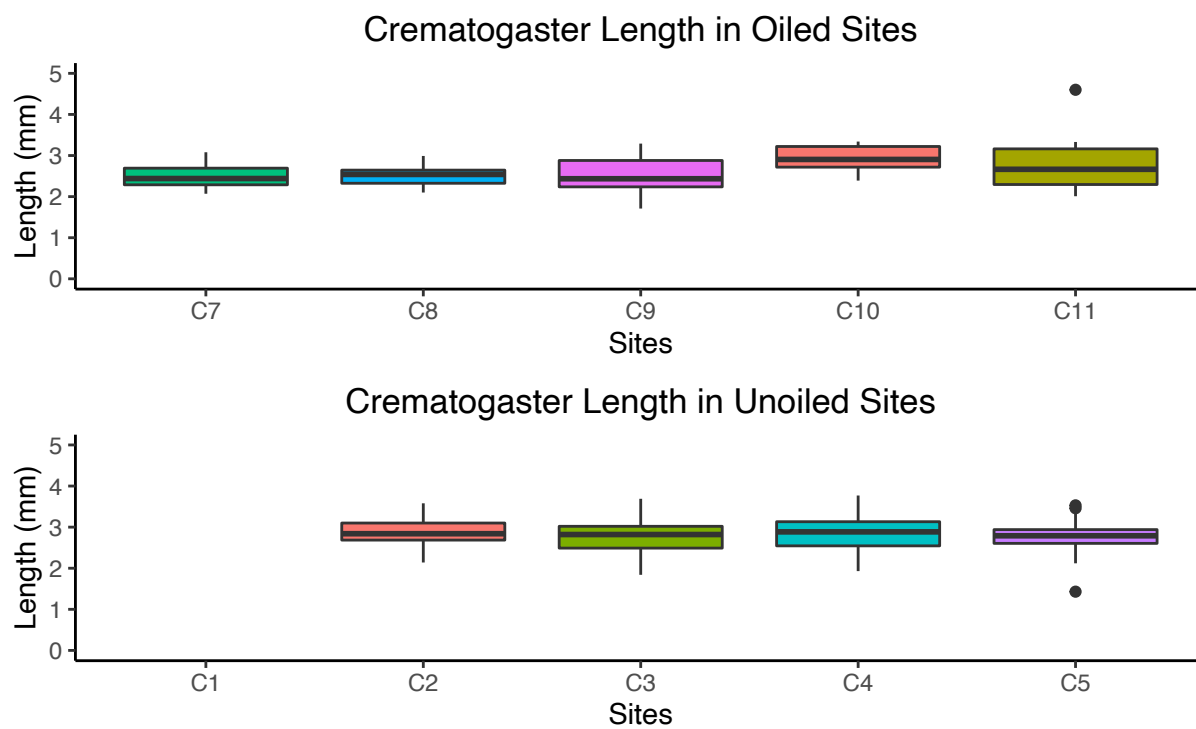 Crematogaster Length in Oiled Sites
Length (mm)
5
4
3
2
1
0
C7 C8 C9 C10 C11
Sites
Crematogaster Length in Unoiled Sites
Length (mm)
5
4
3
2
1
0
C1 C2 C3 C4 C5
Sites